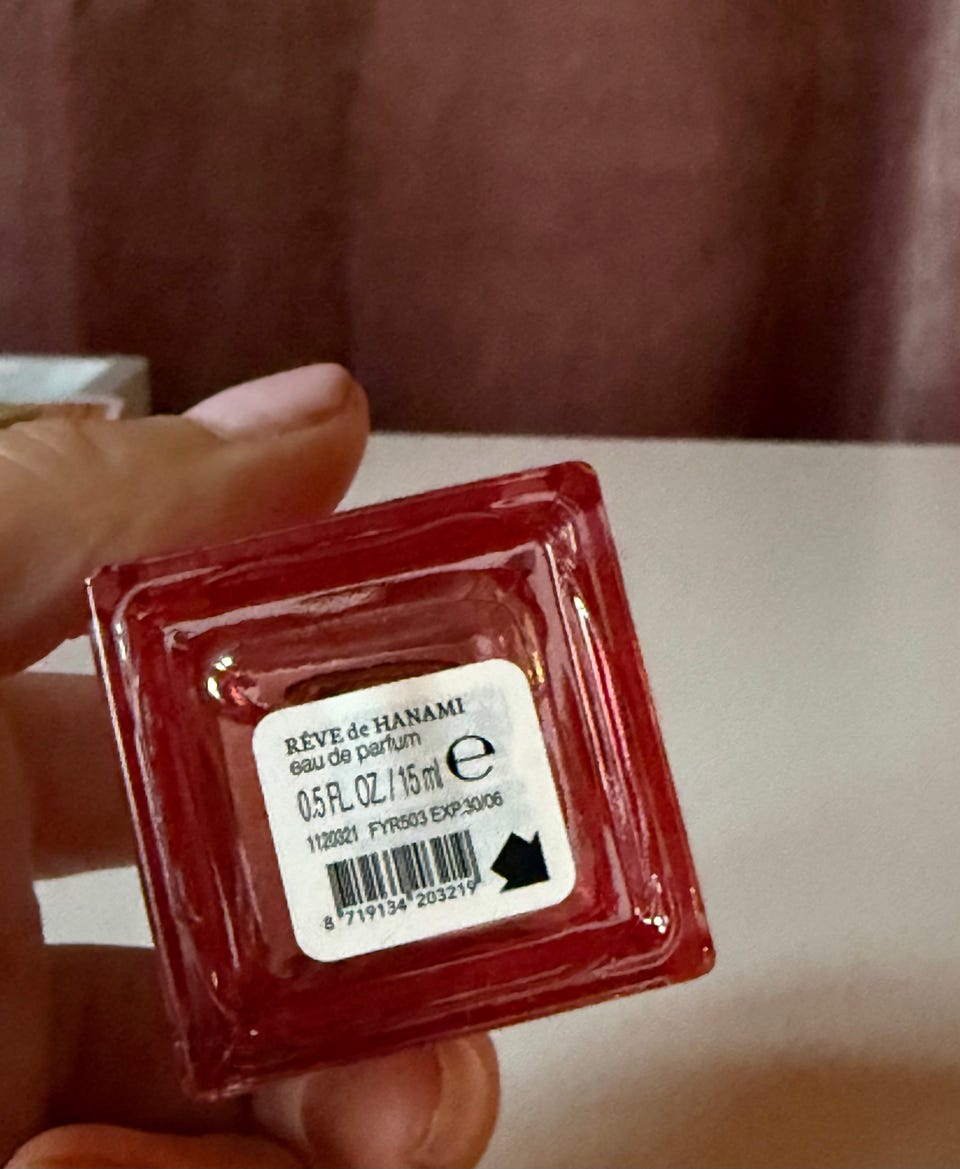 RÊVE de HANAMI
eau de parfum
0.5 FL. OZ / 15 ml ℮
1120321 FYR503 EXP:30/06
8 719134 203219